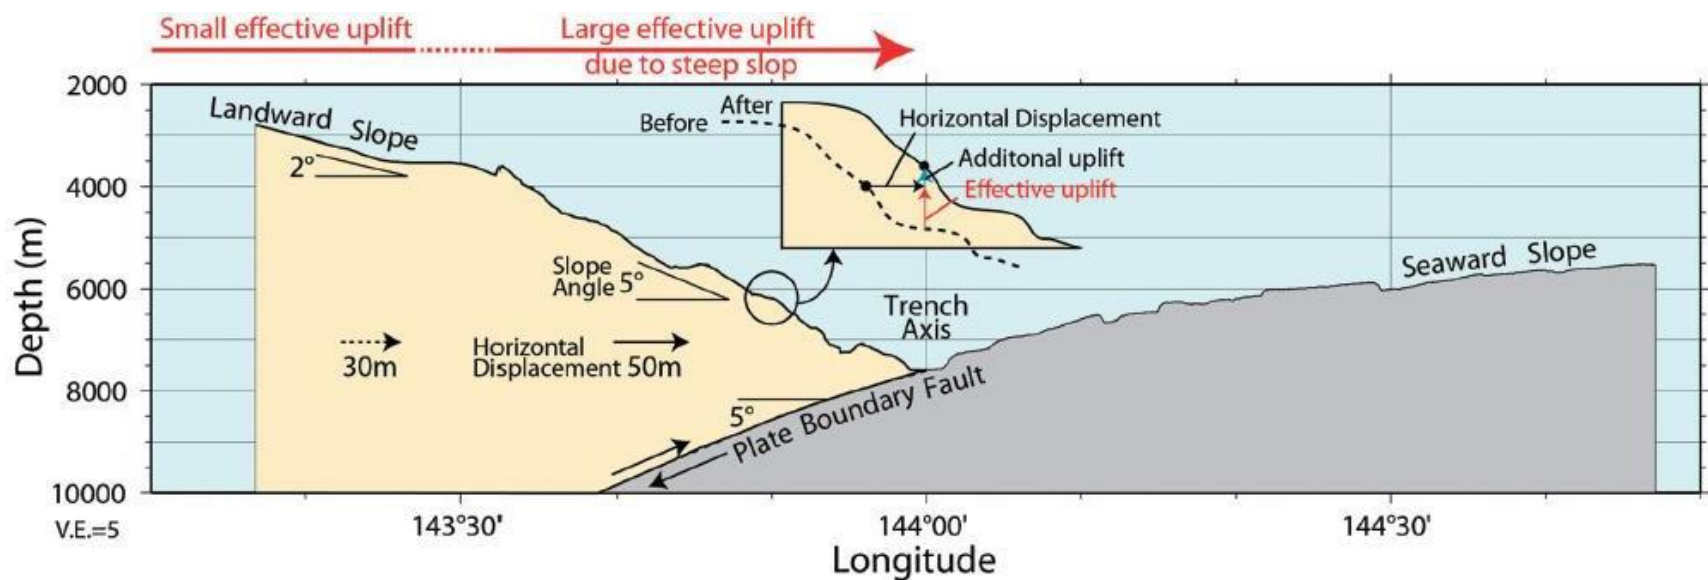 Small effective uplift
Large effective uplift
due to steep slop
2000
4000
6000
8000
10000
Depth (m)
V.E.=5
Landward Slope
2°
Before
After
Horizontal Displacement
Additonal uplift
Effective uplift
Slope
Angle 5°
Trench
Axis
Seaward Slope
30m
Horizontal
Displacement 50m
5°
Plate Boundary Fault
143°30'
144°00'
144°30'
Longitude